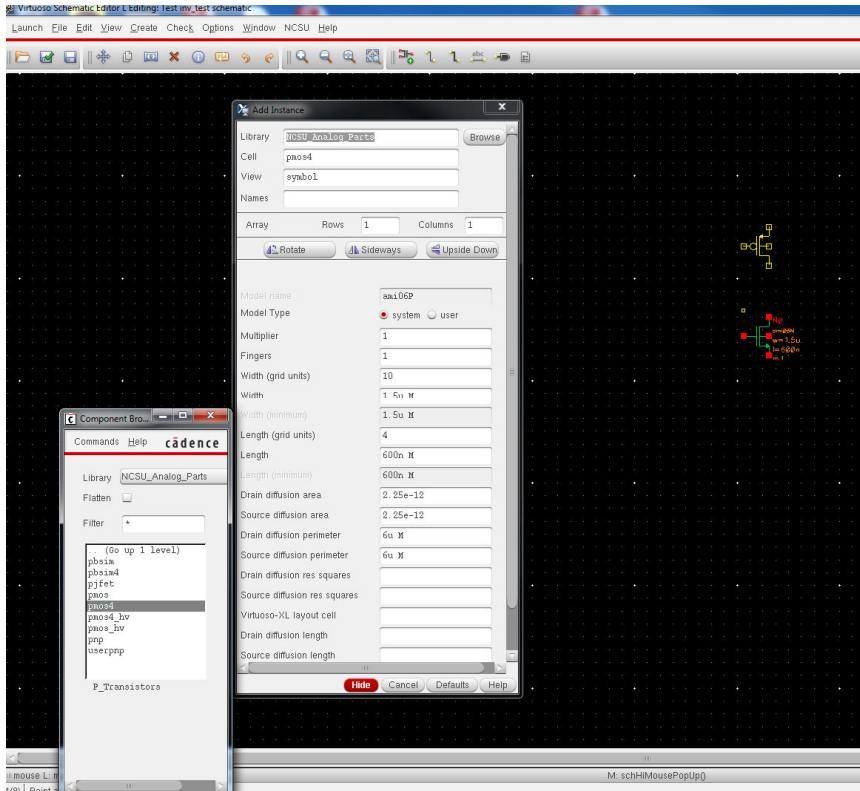 Virtuoso Schematic Editor L Editing: Test inv_test schematic
Launch File Edit View Create Check Options Window NCSU Help
abc
Add Instance
Library NCSU_Analog_Parts Browse
Cell pmos4
View symbol
Names
Array Rows 1 Columns 1
Rotate Sideways Upside Down
Model name ami06P
Model Type system user
Multiplier 1
Fingers 1
Width (grid units) 10
Width 1.5u M
Width (minimum) 1.5u M
Length (grid units) 4
Length 600n M
Length (minimum) 600n M
Drain diffusion area 2.25e-12
Source diffusion area 2.25e-12
Drain diffusion perimeter 6u M
Source diffusion perimeter 6u M
Drain diffusion res squares
Source diffusion res squares
Virtuoso-XL layout cell
Drain diffusion length
Source diffusion length
Hide Cancel Defaults Help
N0
ami06N
w=1.5u
l=600n
m:1
Component Bro...
Commands Help cādence
Library NCSU_Analog_Parts
Flatten
Filter *
.. (Go up 1 level)
pbsim
pbsim4
pjfet
pmos
pmos4
pmos4_hv
pmos_hv
pnp
userpnp
P_Transistors
mouse L: M: schHiMousePopUp()